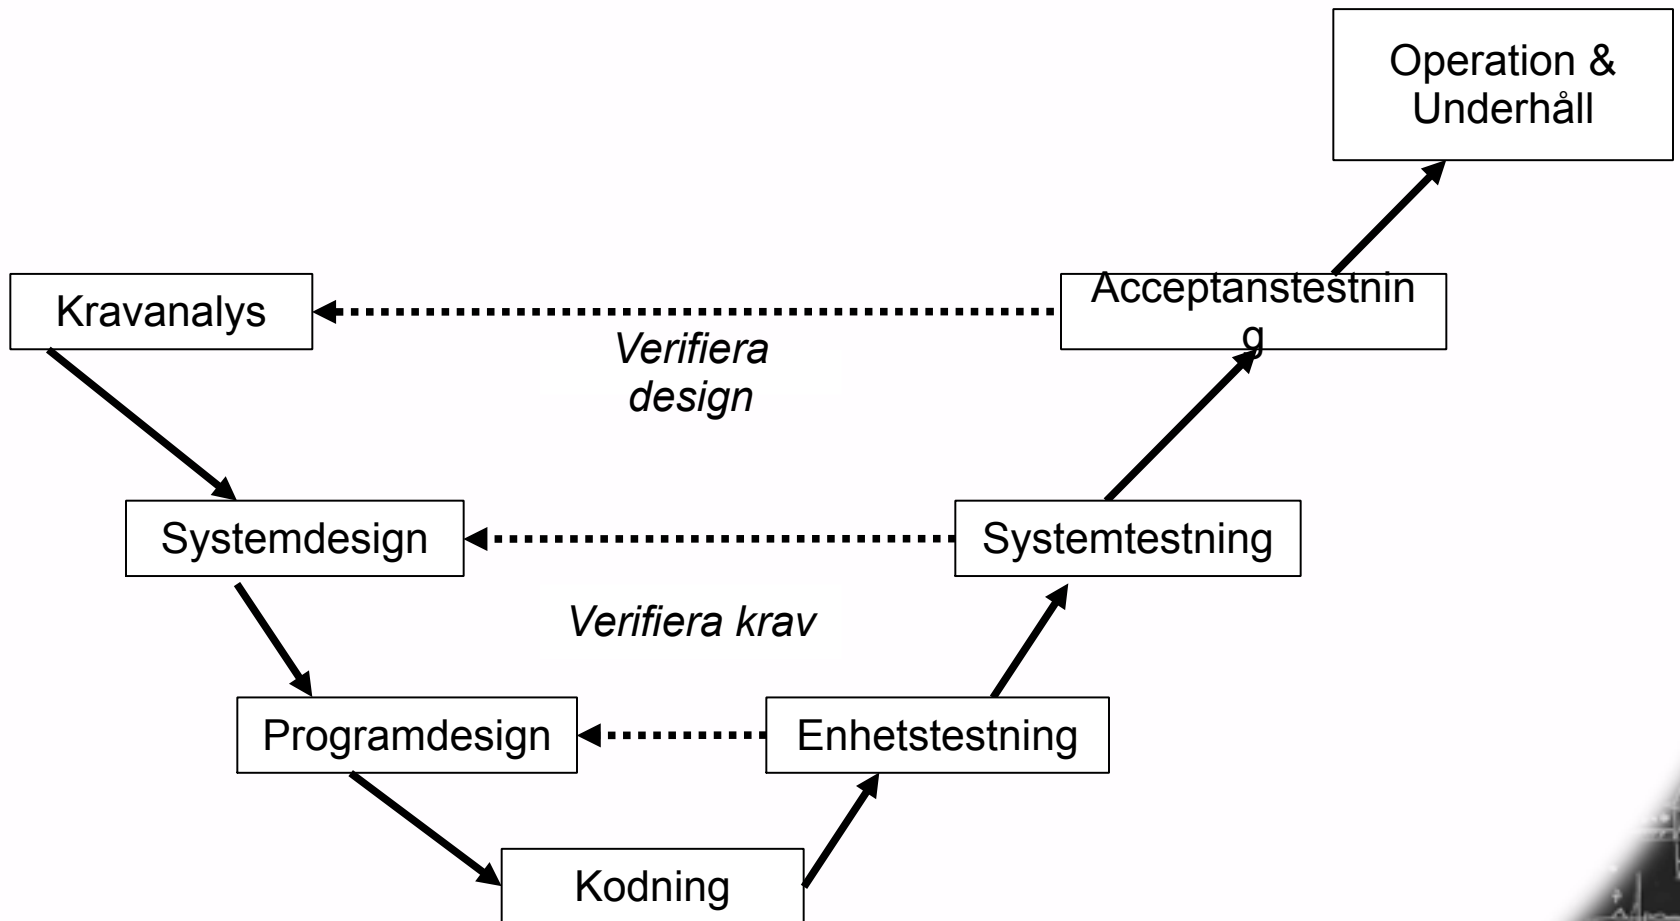 Operation &
Underhåll
Kravanalys
Acceptanstestnin
g
Verifiera
design
Systemdesign
Systemtestning
Verifiera krav
Programdesign
Enhetstestning
Kodning